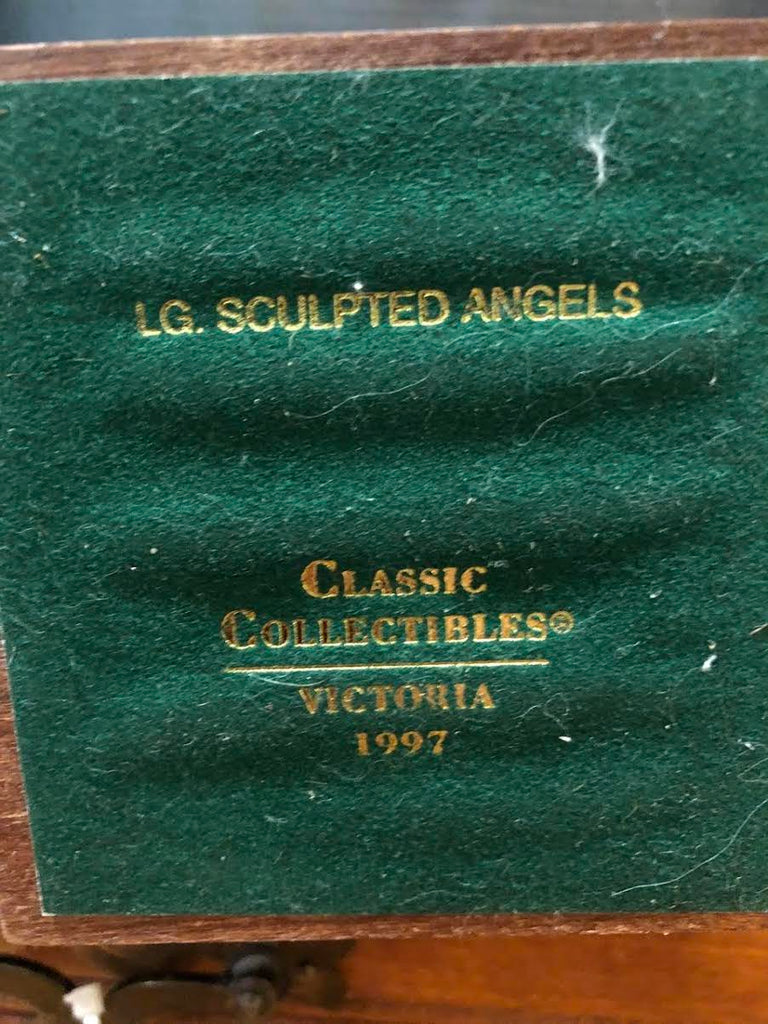 LG. SCULPTED ANGELS
CLASSIC
COLLECTIBLES®
VICTORIA
1997